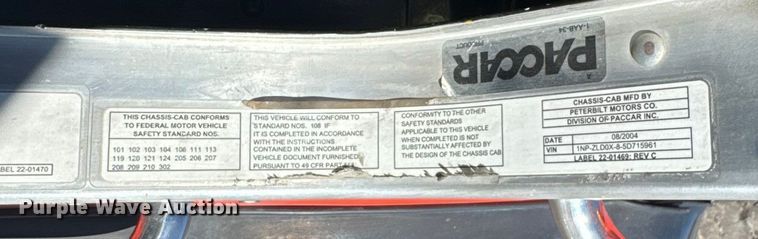 1-AAB-34
A
PACCAR
PRODUCT
LABEL 22-01470
THIS CHASSIS-CAB CONFORMS
TO FEDERAL MOTOR VEHICLE
SAFETY STANDARD NOS.
101 102 103 104 106 111 113
119 120 121 124 205 206 207
208 209 210 302
THIS VEHICLE WILL CONFORM TO
STANDARD NOS. 108 IF
IT IS COMPLETED IN ACCORDANCE
WITH THE INSTRUCTIONS
CONTAINED IN THE INCOMPLETE
VEHICLE DOCUMENT FURNISHED
PURSUANT TO 49 CFR PART
CONFORMITY TO THE OTHER
SAFETY STANDARDS
APPLICABLE TO THIS VEHICLE
WHEN COMPLETED IS NOT
SUBSTANTIALLY AFFECTED BY
THE DESIGN OF THE CHASSIS CAB
CHASSIS-CAB MFD BY
PETERBILT MOTORS CO.
DIVISION OF PACCAR INC.
DATE 08/2004
VIN 1NP-ZL00X-8-5D715961
LABEL 22-01469: REV C
Purple Wave Auction